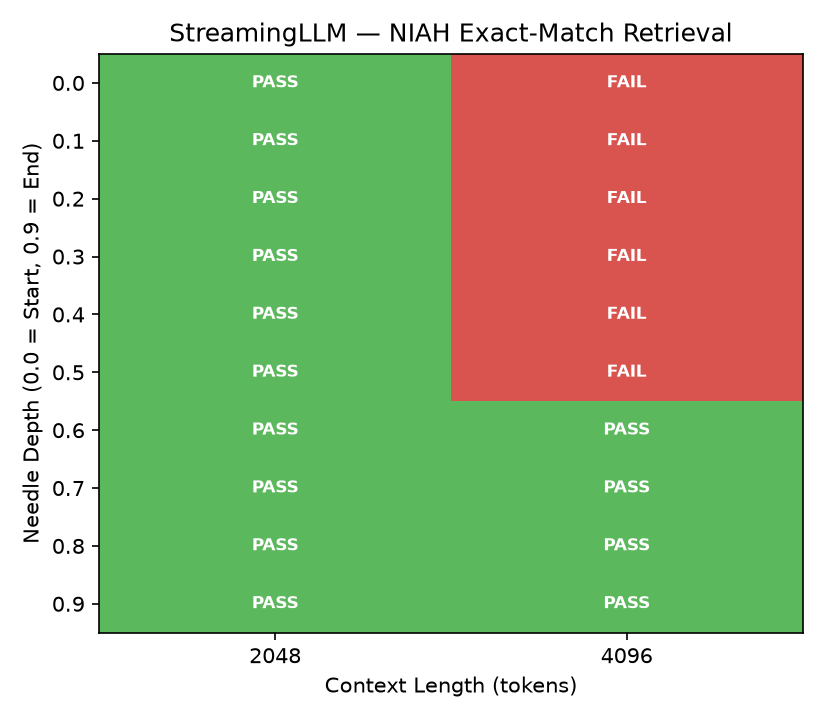 StreamingLLM — NIAH Exact-Match Retrieval
Needle Depth (0.0 = Start, 0.9 = End)
0.0 PASS FAIL
0.1 PASS FAIL
0.2 PASS FAIL
0.3 PASS FAIL
0.4 PASS FAIL
0.5 PASS FAIL
0.6 PASS PASS
0.7 PASS PASS
0.8 PASS PASS
0.9 PASS PASS
2048 4096
Context Length (tokens)